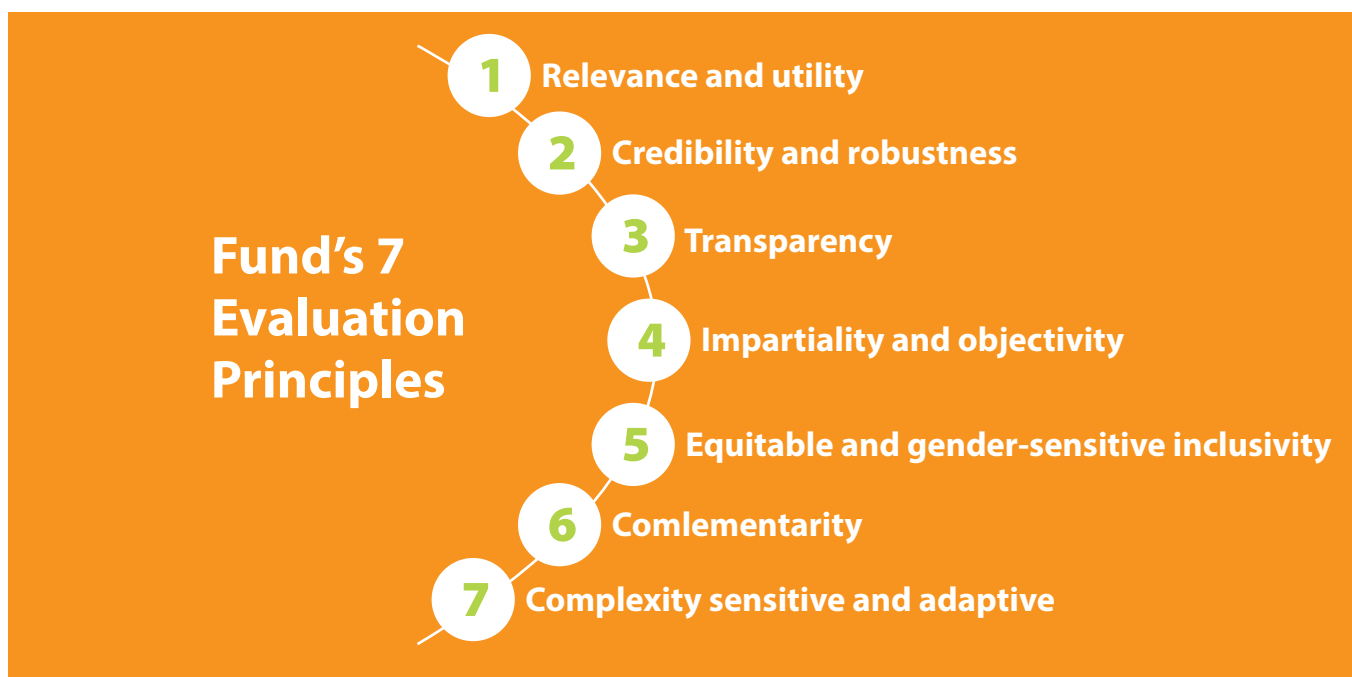 Fund’s 7
Evaluation
Principles
1 Relevance and utility
2 Credibility and robustness
3 Transparency
4 Impartiality and objectivity
5 Equitable and gender-sensitive inclusivity
6 Comlementarity
7 Complexity sensitive and adaptive